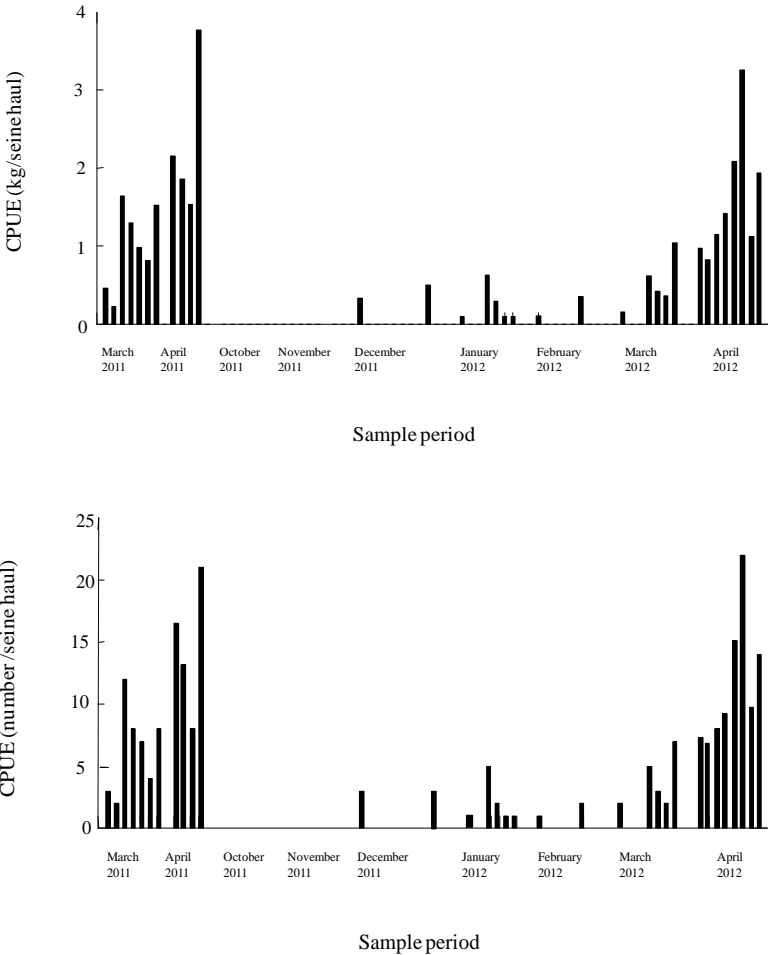 CPUE (kg/seine haul)
4
3
2
1
0
March 2011
April 2011
October 2011
November 2011
December 2011
January 2012
February 2012
March 2012
April 2012
Sample period
CPUE (number/seine haul)
25
20
15
10
5
0
March 2011
April 2011
October 2011
November 2011
December 2011
January 2012
February 2012
March 2012
April 2012
Sample period